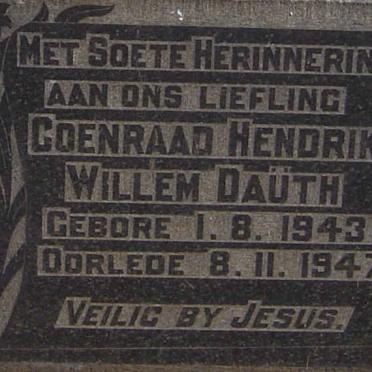 MET SOETE HERINNERIN
AAN ONS LIEFLING
COENRAAD HENDRIK
WILLEM DAÜTH
GEBORE 1.8.1943
OORLEDE 8.11.1947
VEILIG BY JESUS.